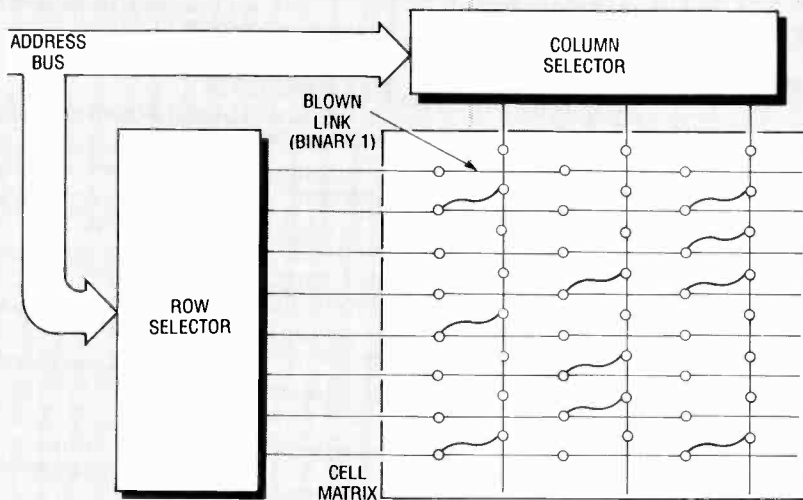 ADDRESS
BUS
COLUMN
SELECTOR
BLOWN
LINK
(BINARY 1)
ROW
SELECTOR
CELL
MATRIX